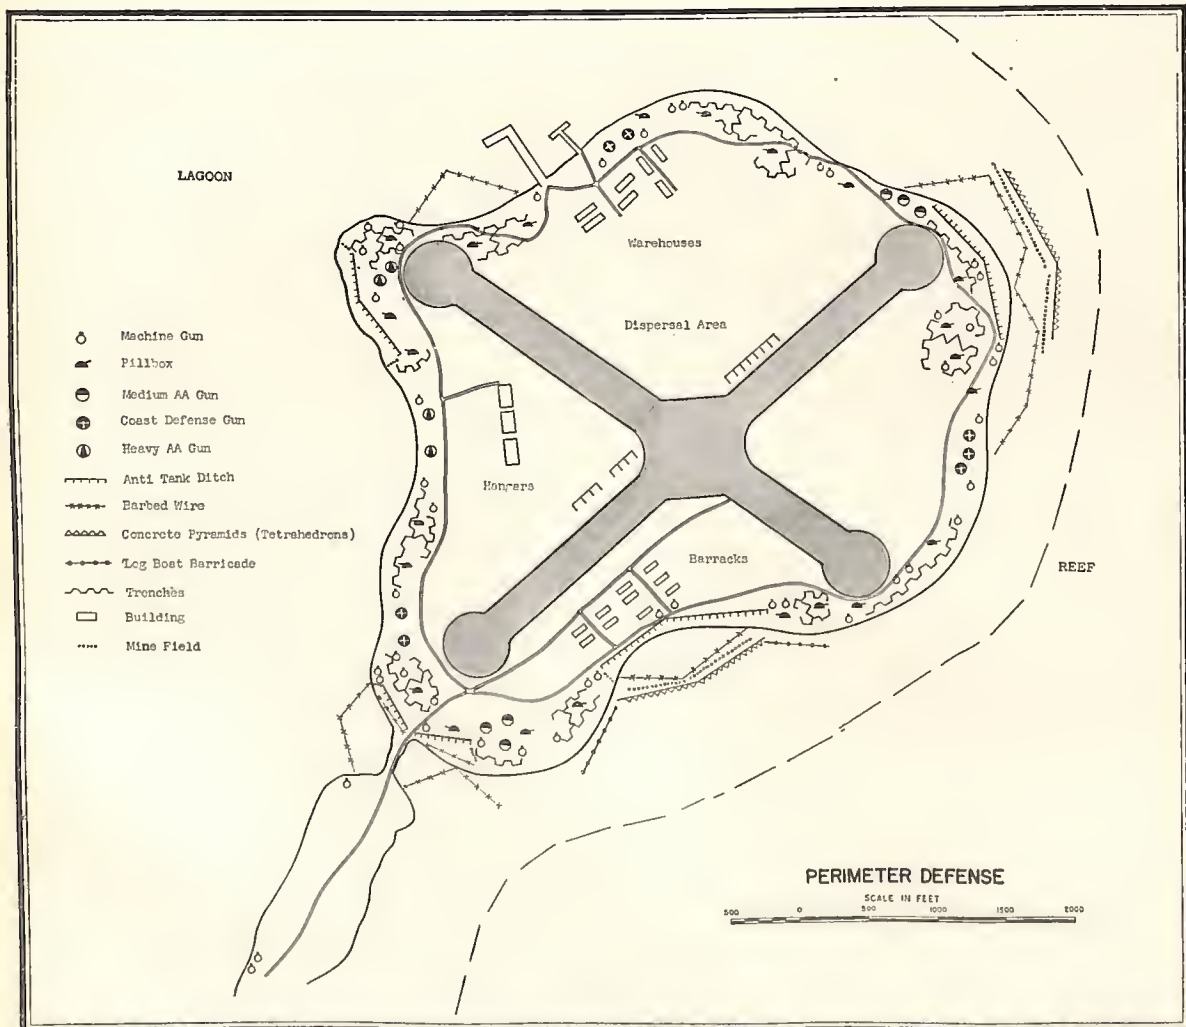 LAGOON
Warehouses
Dispersal Area
Machine Gun
Pillbox
Medium AA Gun
Coast Defense Gun
Heavy AA Gun
Anti Tank Ditch
Hangars
Barbed Wire
Concrete Pyramids (Tetrahedrons)
Barracks
Log Boat Barricade
REEF
Trenches
Building
Mine Field
PERIMETER DEFENSE
SCALE IN FEET
500 0 500 1000 1500 2000